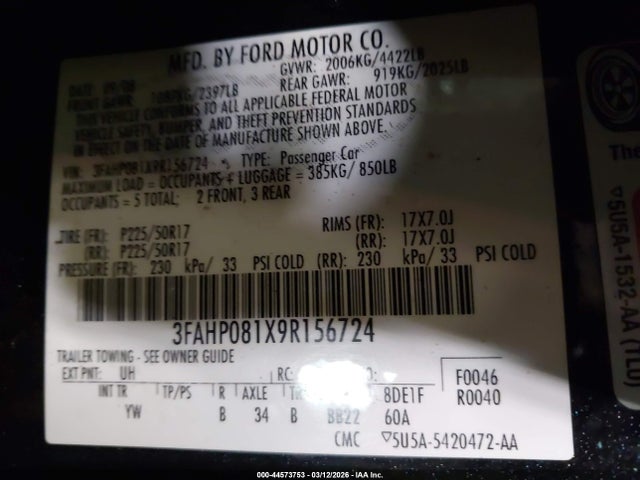 MFD. BY FORD MOTOR CO.
DATE: 09/08 GVWR: 2006KG/4422LB
FRONT GAWR: 1087KG/2397LB REAR GAWR: 919KG/2025LB
THIS VEHICLE CONFORMS TO ALL APPLICABLE FEDERAL MOTOR
VEHICLE SAFETY, BUMPER, AND THEFT PREVENTION STANDARDS
IN EFFECT ON THE DATE OF MANUFACTURE SHOWN ABOVE.
VIN: 3FAHP081X9R156724 TYPE: Passenger Car
MAXIMUM LOAD = OCCUPANTS + LUGGAGE = 385KG/ 850LB
OCCUPANTS = 5 TOTAL: 2 FRONT, 3 REAR
TIRE (FR): P225/50R17 RIMS (FR): 17X7.0J
(RR): P225/50R17 (RR): 17X7.0J
PRESSURE (FR): 230 kPa/ 33 PSI COLD (RR): 230 kPa/ 33 PSI COLD
3FAHP081X9R156724
TRAILER TOWING - SEE OWNER GUIDE
EXT PNT: UH RC:
F0046
INT TR TP/PS R AXLE 8DE1F
R0040
YW B 34 B BB22 60A
CMC ▽5U5A-5420472-AA
The
▽5U5A-1532-AA (TLU)
000-44573753 - 03/12/2026 - IAA Inc.